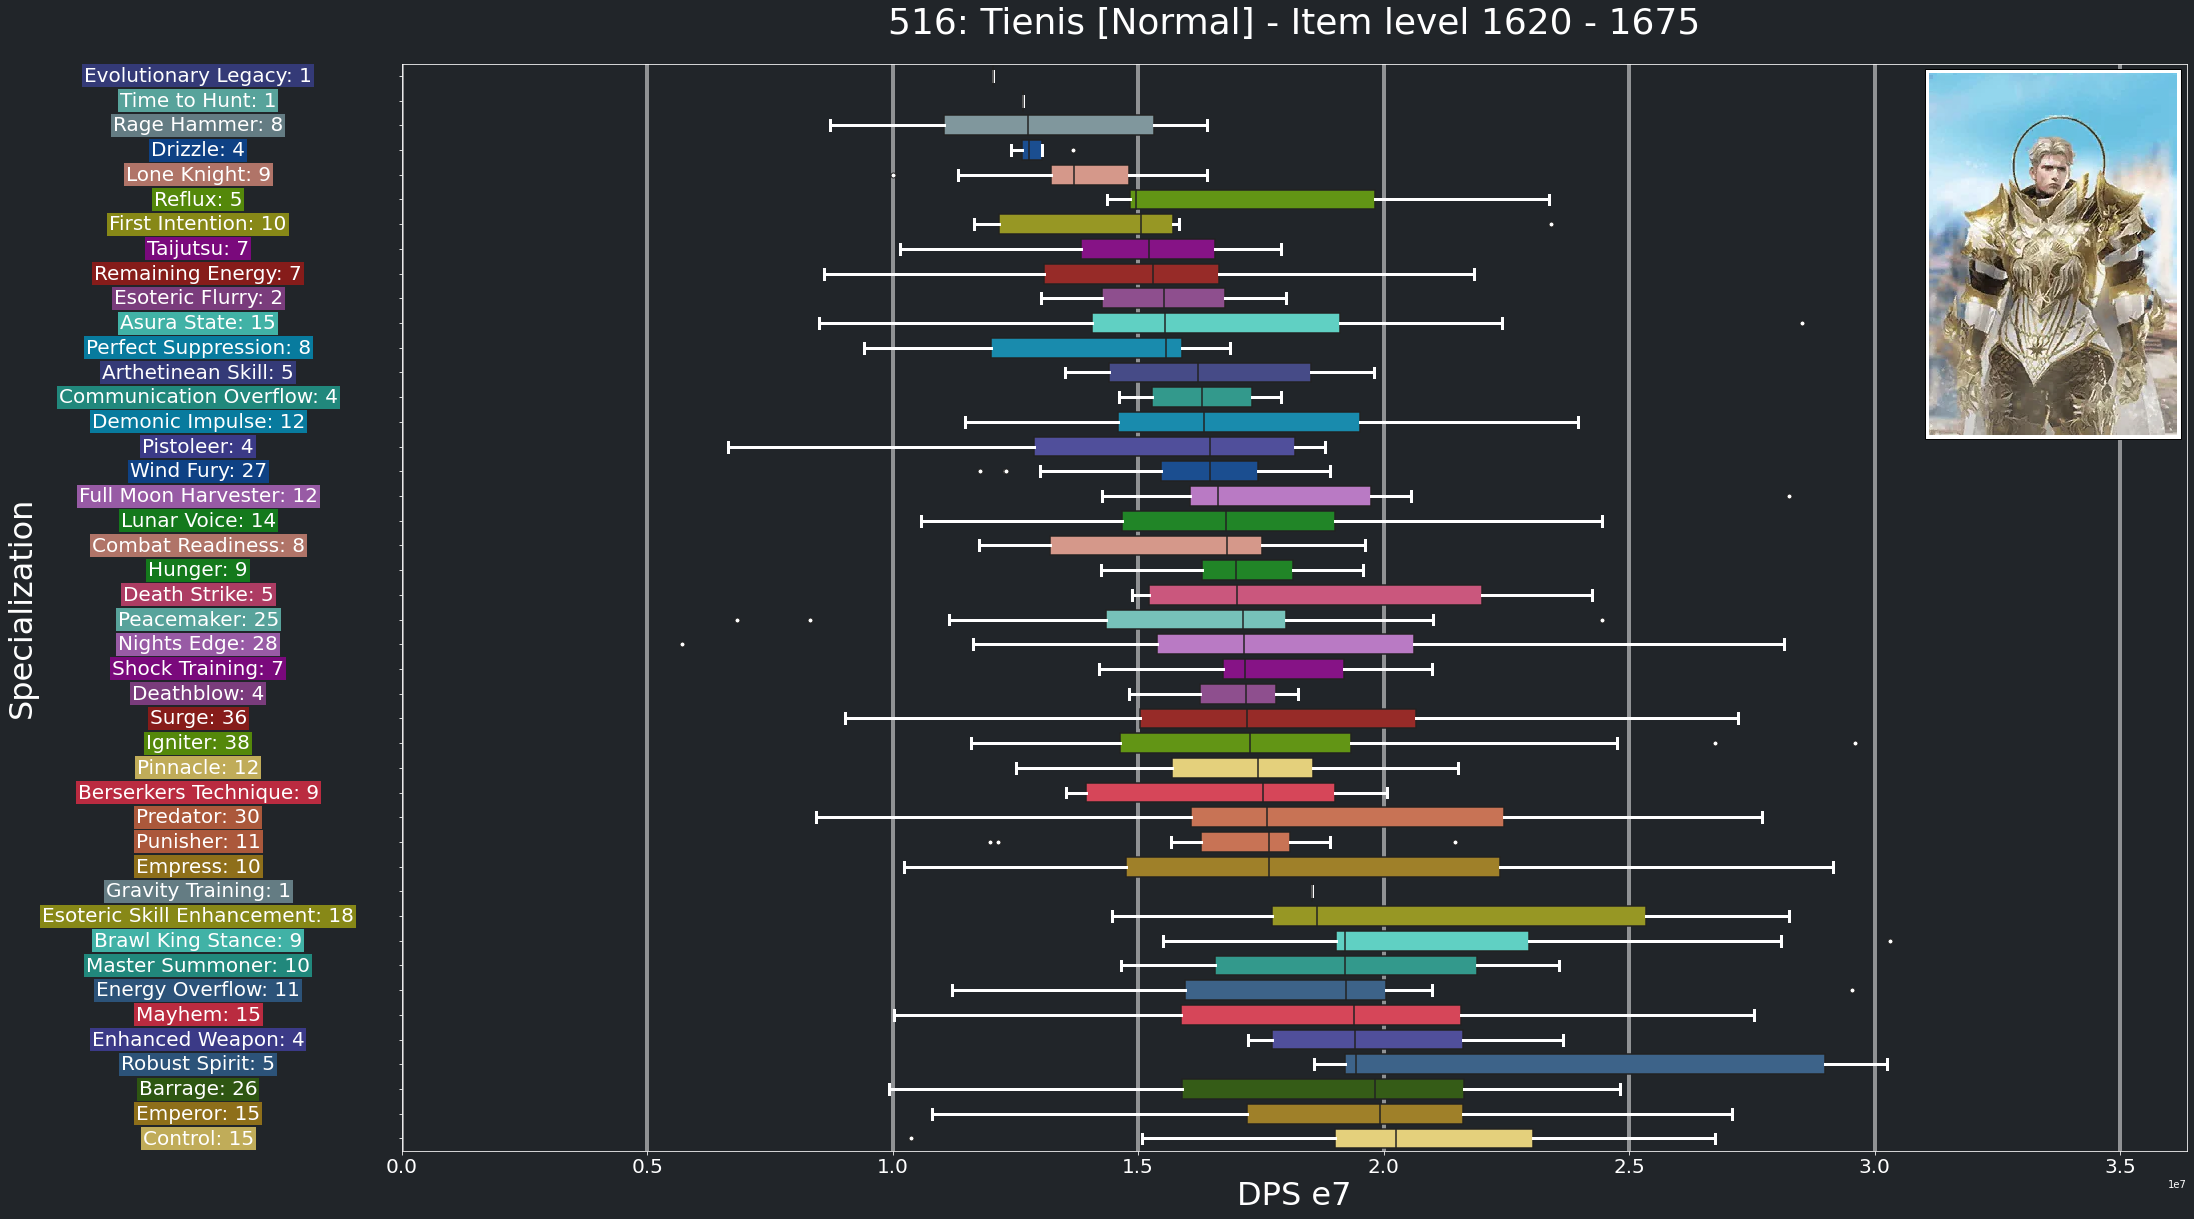 516: Tienis [Normal] - Item level 1620 - 1675
Specialization
Evolutionary Legacy: 1
Time to Hunt: 1
Rage Hammer: 8
Drizzle: 4
Lone Knight: 9
Reflux: 5
First Intention: 10
Taijutsu: 7
Remaining Energy: 7
Esoteric Flurry: 2
Asura State: 15
Perfect Suppression: 8
Arthetinean Skill: 5
Communication Overflow: 4
Demonic Impulse: 12
Pistoleer: 4
Wind Fury: 27
Full Moon Harvester: 12
Lunar Voice: 14
Combat Readiness: 8
Hunger: 9
Death Strike: 5
Peacemaker: 25
Nights Edge: 28
Shock Training: 7
Deathblow: 4
Surge: 36
Igniter: 38
Pinnacle: 12
Berserkers Technique: 9
Predator: 30
Punisher: 11
Empress: 10
Gravity Training: 1
Esoteric Skill Enhancement: 18
Brawl King Stance: 9
Master Summoner: 10
Energy Overflow: 11
Mayhem: 15
Enhanced Weapon: 4
Robust Spirit: 5
Barrage: 26
Emperor: 15
Control: 15
0.0 0.5 1.0 1.5 2.0 2.5 3.0 3.5
1e7
DPS e7